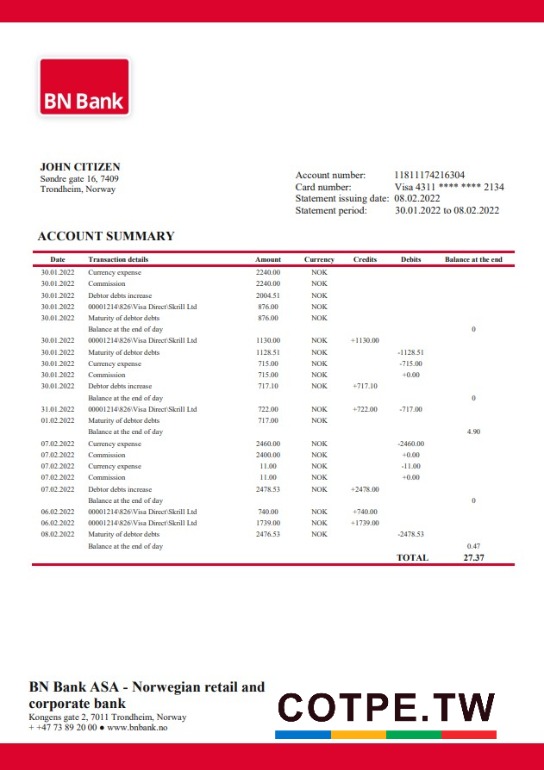 BN Bank
JOHN CITIZEN
Søndre gate 16, 7409
Trondheim, Norway
Account number: 11811174216304
Card number: Visa 4311 **** **** 2134
Statement issuing date: 08.02.2022
Statement period: 30.01.2022 to 08.02.2022
ACCOUNT SUMMARY
Date Transaction details Amount Currency Credits Debits Balance at the end
30.01.2022 Currency expense 2240.00 NOK
30.01.2022 Commission 2240.00 NOK
30.01.2022 Debtor debts increase 2004.51 NOK
30.01.2022 00001214\826\Visa Direct\Skrill Ltd 876.00 NOK
30.01.2022 Maturity of debtor debts 876.00 NOK
Balance at the end of day 0
30.01.2022 00001214\826\Visa Direct\Skrill Ltd 1130.00 NOK +1130.00
30.01.2022 Maturity of debtor debts 1128.51 NOK -1128.51
30.01.2022 Currency expense 715.00 NOK -715.00
30.01.2022 Commission 715.00 NOK +0.00
30.01.2022 Debtor debts increase 717.10 NOK +717.10
Balance at the end of day 0
31.01.2022 00001214\826\Visa Direct\Skrill Ltd 722.00 NOK +722.00 -717.00
01.02.2022 Maturity of debtor debts 717.00 NOK
Balance at the end of day 4.90
07.02.2022 Currency expense 2460.00 NOK -2460.00
07.02.2022 Commission 2400.00 NOK +0.00
07.02.2022 Currency expense 11.00 NOK -11.00
07.02.2022 Commission 11.00 NOK +0.00
07.02.2022 Debtor debts increase 2478.53 NOK +2478.00
Balance at the end of day 0
06.02.2022 00001214\826\Visa Direct\Skrill Ltd 740.00 NOK +740.00
06.02.2022 00001214\826\Visa Direct\Skrill Ltd 1739.00 NOK +1739.00
08.02.2022 Maturity of debtor debts 2476.53 NOK -2478.53
Balance at the end of day 0.47
TOTAL 27.37
BN Bank ASA - Norwegian retail and
corporate bank
Kongens gate 2, 7011 Trondheim, Norway
+ +47 73 89 20 00 ● www.bnbank.no
COTPE.TW